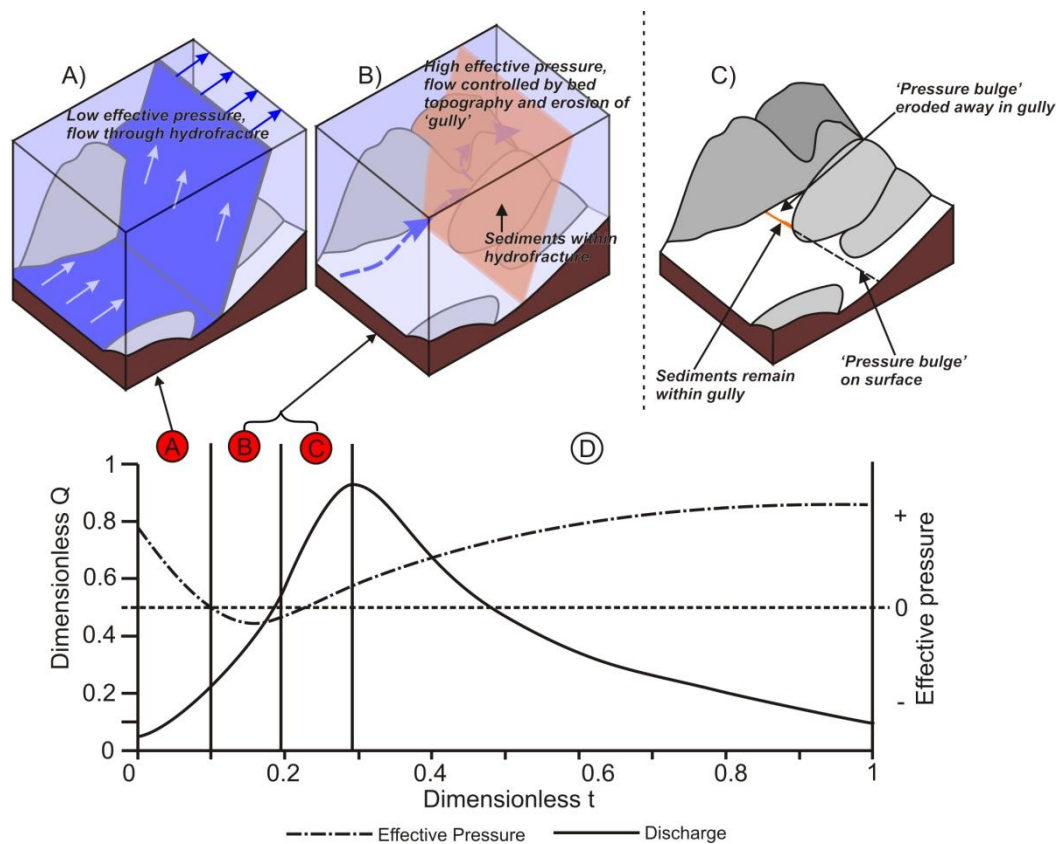 A)
Low effective pressure,
flow through hydrofracure
B)
High effective pressure,
flow controlled by bed
topography and erosion of
'gully'
Sediments within
hydrofracture
C)
'Pressure bulge'
eroded away in gully
Sediments remain
within gully
'Pressure bulge'
on surface
A
B
C
D
Dimensionless Q
1
0.8
0.6
0.4
0.2
0
+
0
-
Effective pressure
0
0.2
0.4
0.6
0.8
1
Dimensionless t
Effective Pressure
Discharge